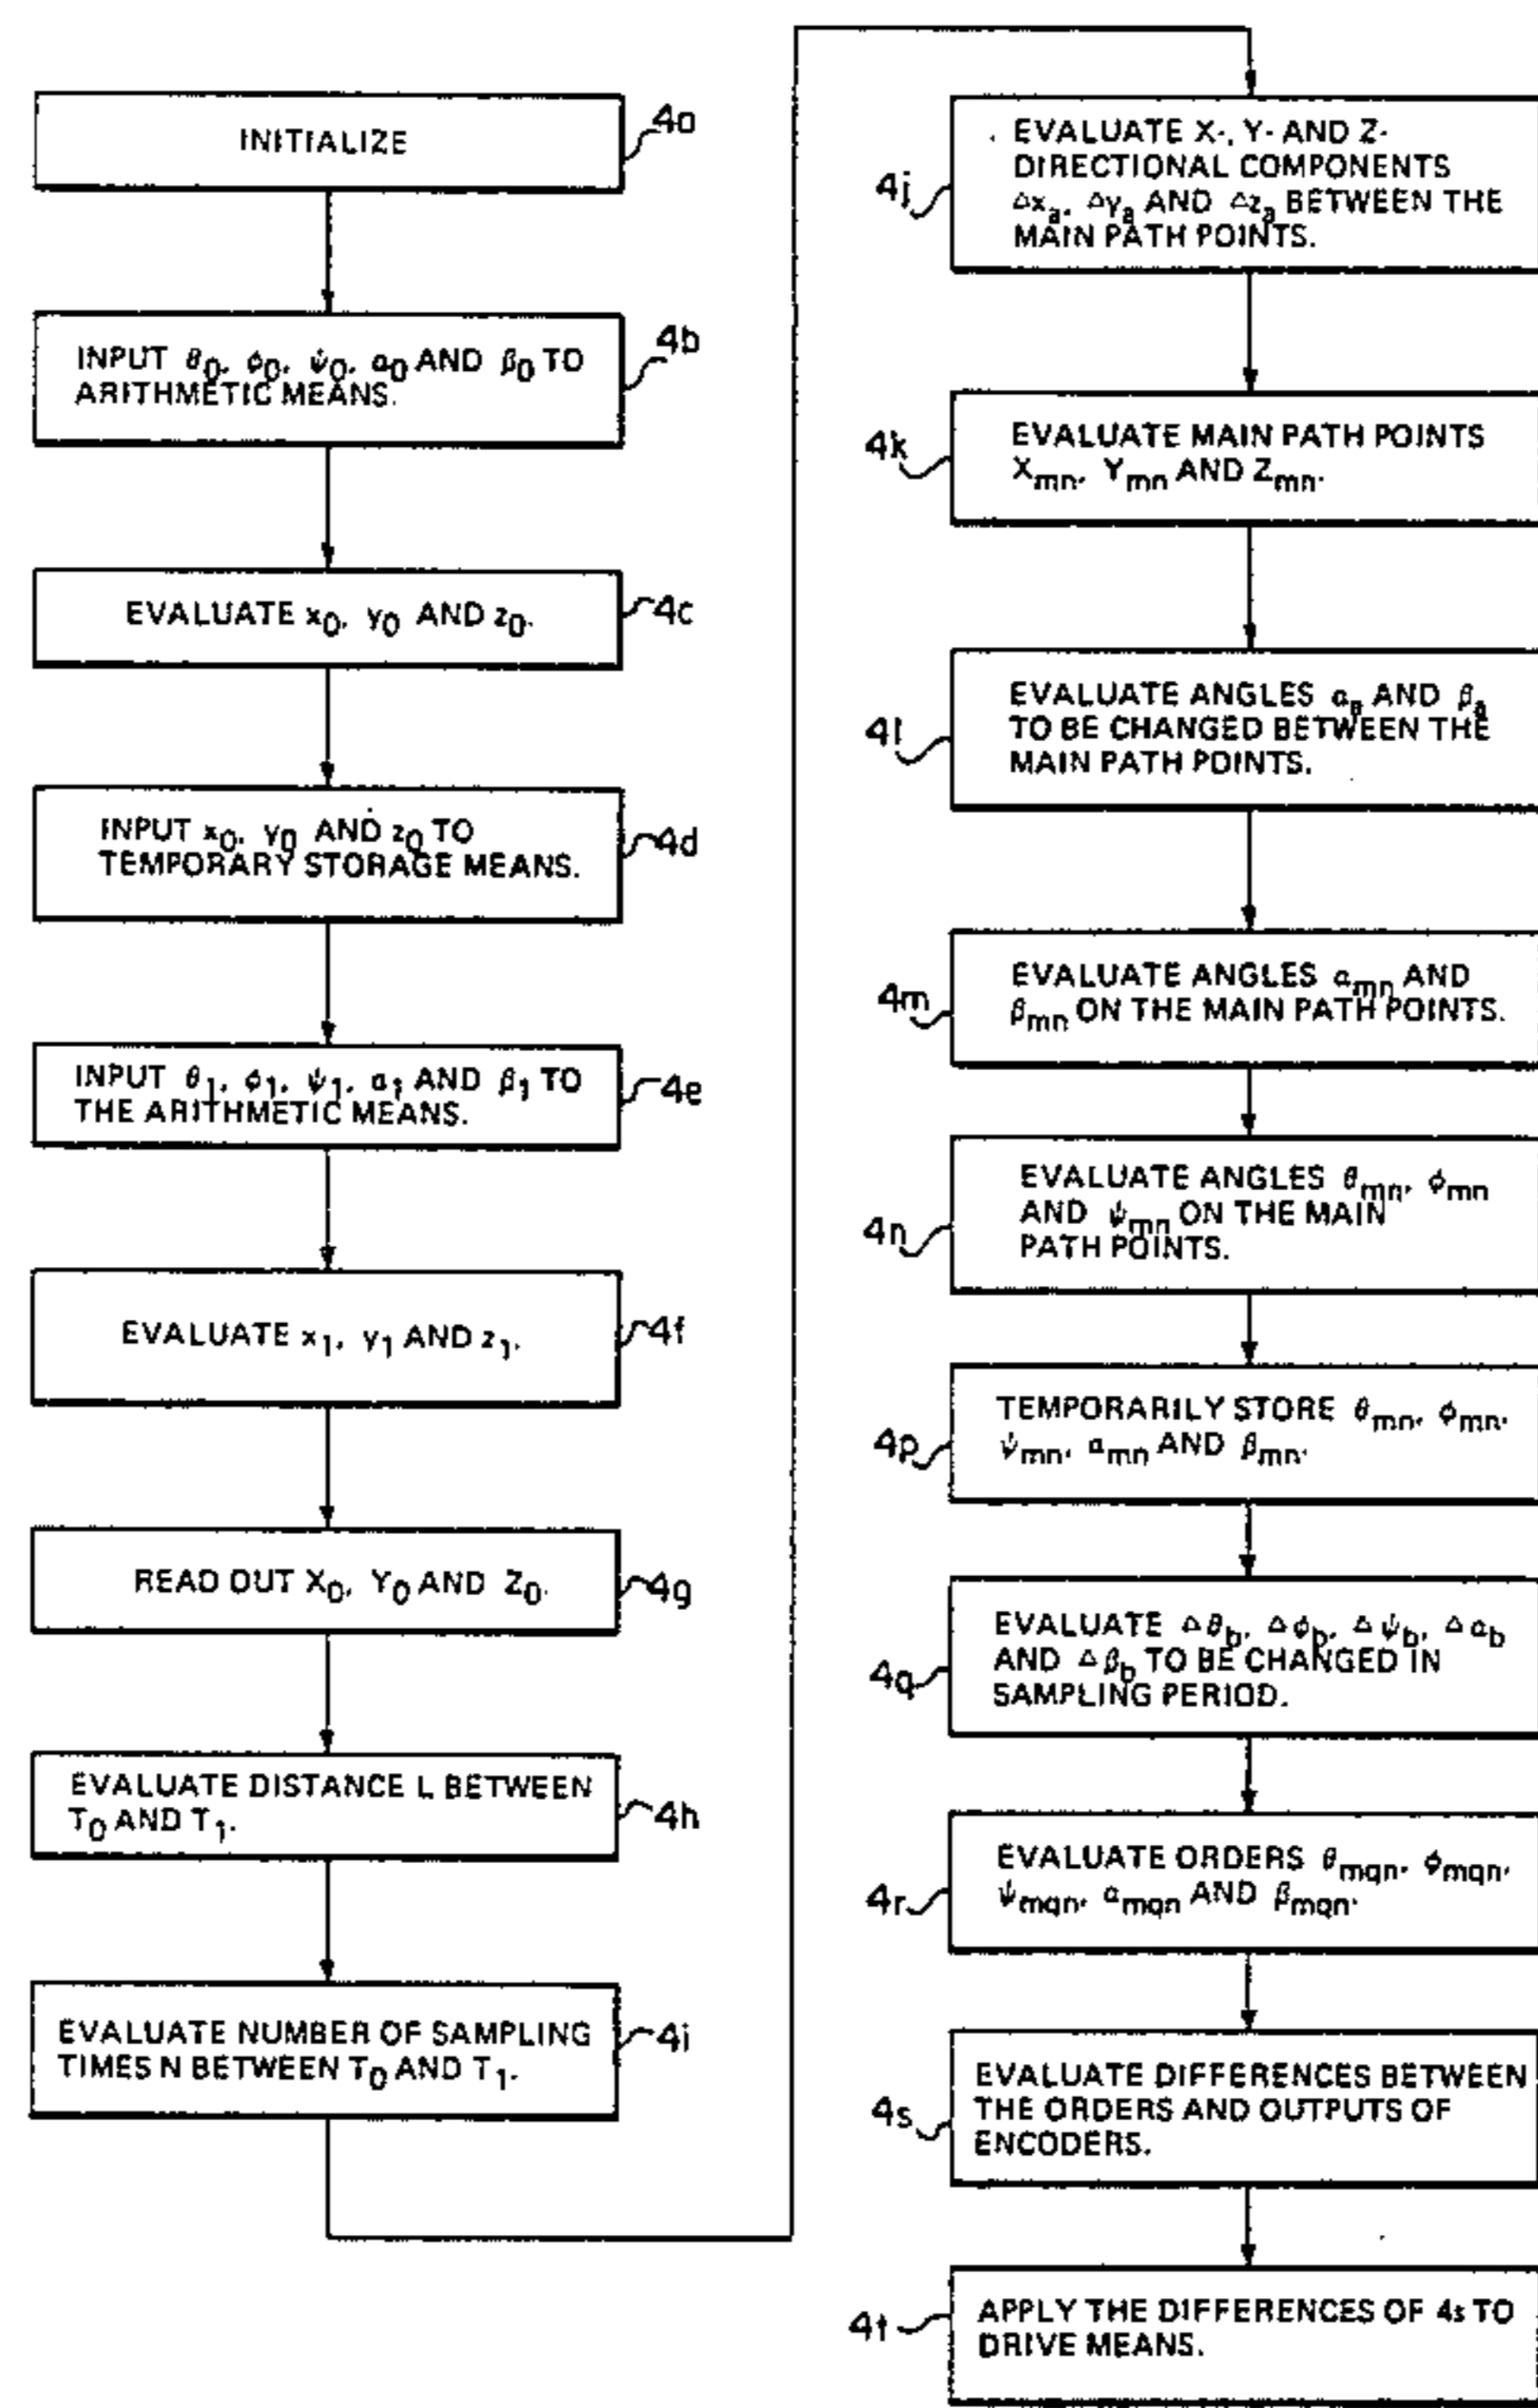 INITIALIZE
4a
INPUT θ0, ϕ0, ψ0, α0 AND β0 TO
ARITHMETIC MEANS.
4b
EVALUATE x0, y0 AND z0.
4c
INPUT x0, y0 AND z0 TO
TEMPORARY STORAGE MEANS.
4d
INPUT θ1, ϕ1, ψ1, α1 AND β1 TO
THE ARITHMETIC MEANS.
4e
EVALUATE x1, y1 AND z1.
4f
READ OUT X0, Y0 AND Z0.
4g
EVALUATE DISTANCE L BETWEEN
T0 AND T1.
4h
EVALUATE NUMBER OF SAMPLING
TIMES N BETWEEN T0 AND T1.
4i
EVALUATE X-, Y- AND Z-
DIRECTIONAL COMPONENTS
Δxa, Δya AND Δza BETWEEN THE
MAIN PATH POINTS.
4j
EVALUATE MAIN PATH POINTS
Xmn, Ymn AND Zmn.
4k
EVALUATE ANGLES αa AND βa
TO BE CHANGED BETWEEN THE
MAIN PATH POINTS.
4l
EVALUATE ANGLES αmn AND
βmn ON THE MAIN PATH POINTS.
4m
EVALUATE ANGLES θmn, ϕmn
AND ψmn ON THE MAIN
PATH POINTS.
4n
TEMPORARILY STORE θmn, ϕmn,
ψmn, αmn AND βmn.
4p
EVALUATE Δθb, Δϕb, Δψb, Δαb
AND Δβb TO BE CHANGED IN
SAMPLING PERIOD.
4q
EVALUATE ORDERS θmqn, ϕmqn,
ψmqn, αmqn AND βmqn.
4r
EVALUATE DIFFERENCES BETWEEN
THE ORDERS AND OUTPUTS OF
ENCODERS.
4s
APPLY THE DIFFERENCES OF 4s TO
DRIVE MEANS.
4t